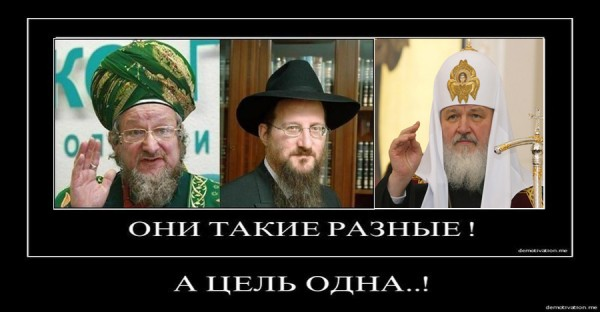 ОНИ ТАКИЕ РАЗНЫЕ !
demotivation.me
А ЦЕЛЬ ОДНА..!
demotivation.me